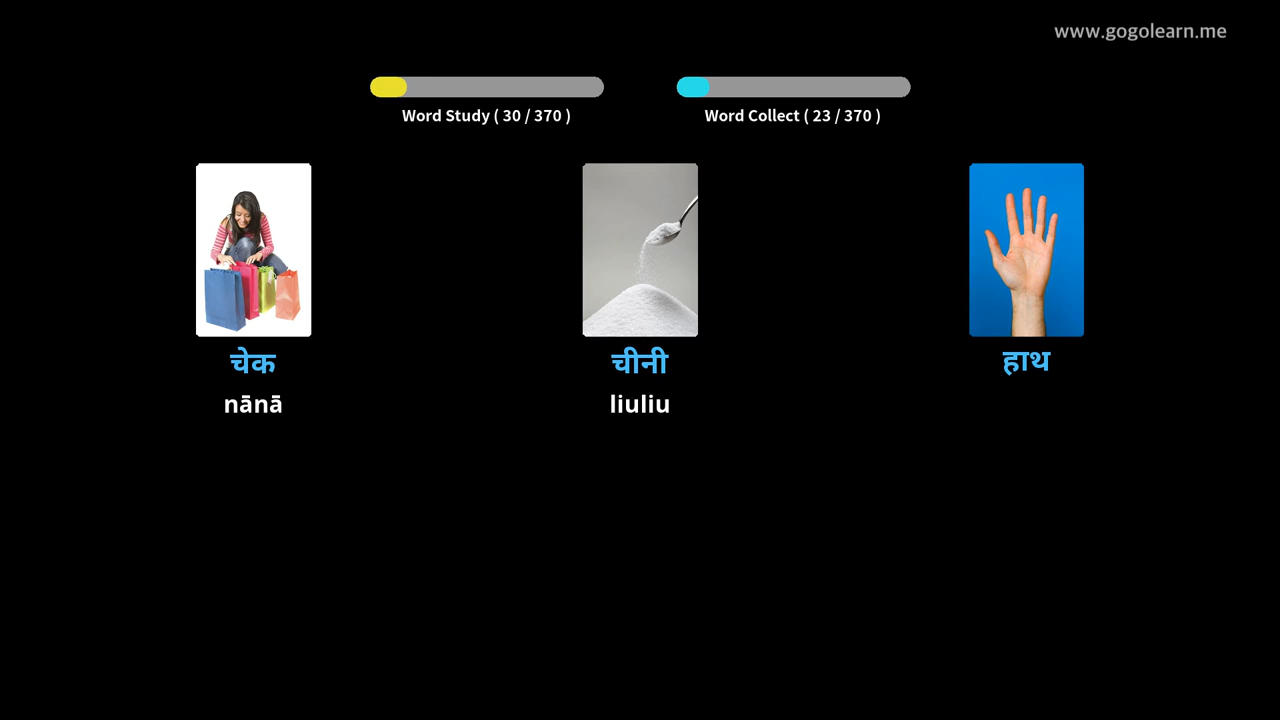 www.gogolearn.me
Word Study ( 30 / 370 )
Word Collect ( 23 / 370 )
चेक
चीनी
हाथ
nānā
liuliu